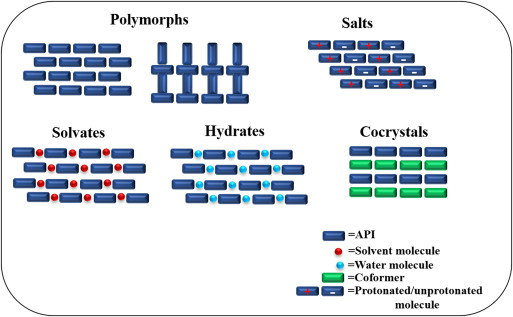 Polymorphs
Salts
Solvates
Hydrates
Cocrystals
=API
=Solvent molecule
=Water molecule
=Coformer
=Protonated/unprotonated
molecule